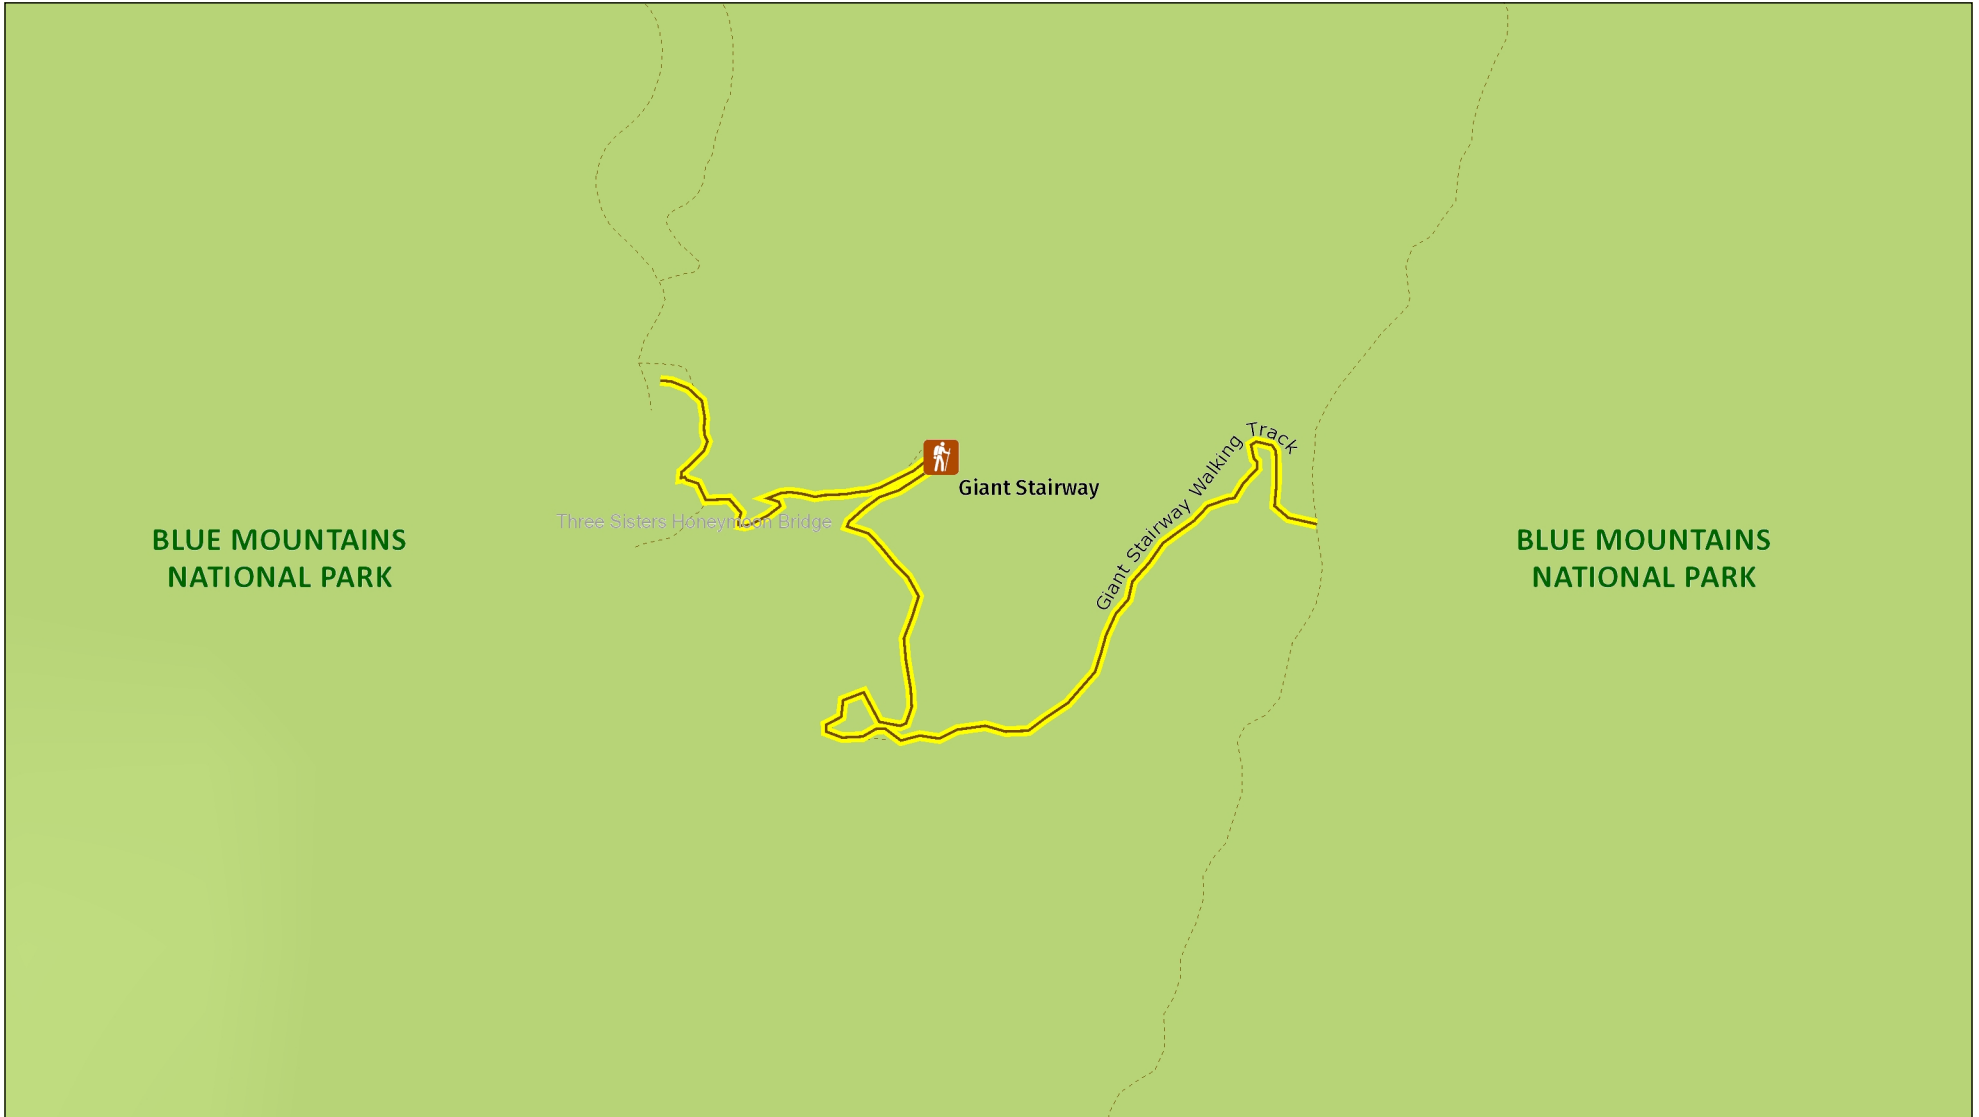 Giant Stairway Walking Track
Giant Stairway
Three Sisters Honeymoon Bridge
BLUE MOUNTAINS
NATIONAL PARK
BLUE MOUNTAINS
NATIONAL PARK